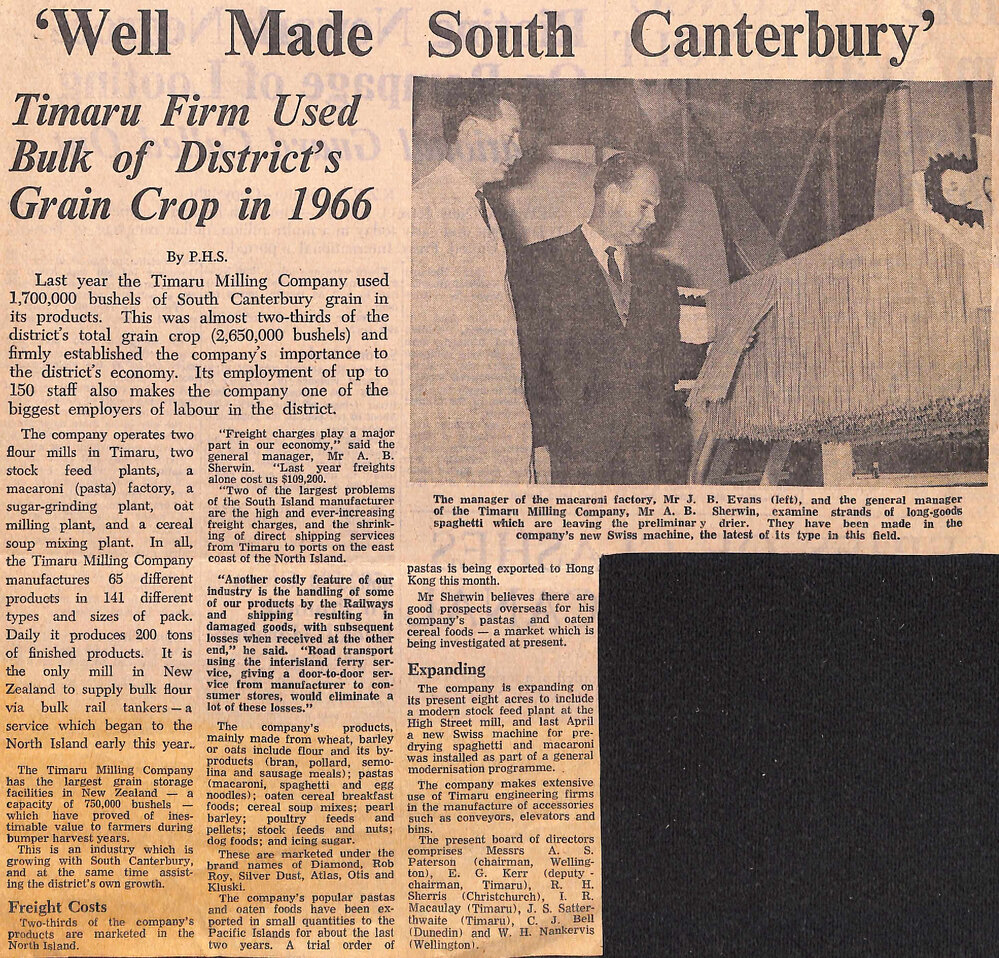 'Well Made South Canterbury'
Timaru Firm Used
Bulk of District's
Grain Crop in 1966
By P.H.S.
Last year the Timaru Milling Company used
1,700,000 bushels of South Canterbury grain in
its products. This was almost two-thirds of the
district's total grain crop (2,650,000 bushels) and
firmly established the company's importance to
the district's economy. Its employment of up to
150 staff also makes the company one of the
biggest employers of labour in the district.
The company operates two
flour mills in Timaru, two
stock feed plants, a
macaroni (pasta) factory, a
sugar-grinding plant, oat
milling plant, and a cereal
soup mixing plant. In all,
the Timaru Milling Company
manufactures 65 different
products in 141 different
types and sizes of pack.
Daily it produces 200 tons
of finished products. It is
the only mill in New
Zealand to supply bulk flour
via bulk rail tankers — a
service which began to the
North Island early this year.
The Timaru Milling Company
has the largest grain storage
facilities in New Zealand — a
capacity of 750,000 bushels —
which have proved of ines-
timable value to farmers during
bumper harvest years.
This is an industry which is
growing with South Canterbury,
and at the same time assist-
ing the district's own growth.
Freight Costs
Two-thirds of the company's
products are marketed in the
North Island.
"Freight charges play a major
part in our economy," said the
general manager, Mr A. B.
Sherwin. "Last year freights
alone cost us $109,200.
"Two of the largest problems
of the South Island manufacturer
are the high and ever-increasing
freight charges, and the shrink-
ing of direct shipping services
from Timaru to ports on the east
coast of the North Island.
"Another costly feature of our
industry is the handling of some
of our products by the Railways
and shipping resulting in
damaged goods, with subsequent
losses when received at the other
end," he said. "Road transport
using the interisland ferry ser-
vice, giving a door-to-door ser-
vice from manufacturer to con-
sumer stores, would eliminate a
lot of these losses."
The company's products,
mainly made from wheat, barley
or oats include flour and its by-
products (bran, pollard, semo-
lina and sausage meals); pastas
(macaroni, spaghetti and egg
noodles); oaten cereal breakfast
foods; cereal soup mixes; pearl
barley; poultry feeds and
pellets; stock feeds and nuts;
dog foods; and icing sugar.
These are marketed under the
brand names of Diamond, Rob
Roy, Silver Dust, Atlas, Otis and
Kluski.
The company's popular pastas
and oaten foods have been ex-
ported in small quantities to the
Pacific Islands for about the last
two years. A trial order of
The manager of the macaroni factory, Mr J. B. Evans (left), and the general manager
of the Timaru Milling Company, Mr A. B. Sherwin, examine strands of long-goods
spaghetti which are leaving the preliminary drier. They have been made in the
company's new Swiss machine, the latest of its type in this field.
pastas is being exported to Hong
Kong this month.
Mr Sherwin believes there are
good prospects overseas for his
company's pastas and oaten
cereal foods — a market which is
being investigated at present.
Expanding
The company is expanding on
its present eight acres to include
a modern stock feed plant at the
High Street mill, and last April
a new Swiss machine for pre-
drying spaghetti and macaroni
was installed as part of a general
modernisation programme.
The company makes extensive
use of Timaru engineering firms
in the manufacture of accessories
such as conveyors, elevators and
bins.
The present board of directors
comprises Messrs A. S.
Paterson (chairman, Welling-
ton), E. G. Kerr (deputy-
chairman, Timaru), R. H.
Sherris (Christchurch), I. R.
Macaulay (Timaru), J. S. Satter-
thwaite (Timaru), C. J. Bell
(Dunedin) and W. H. Nankervis
(Wellington).